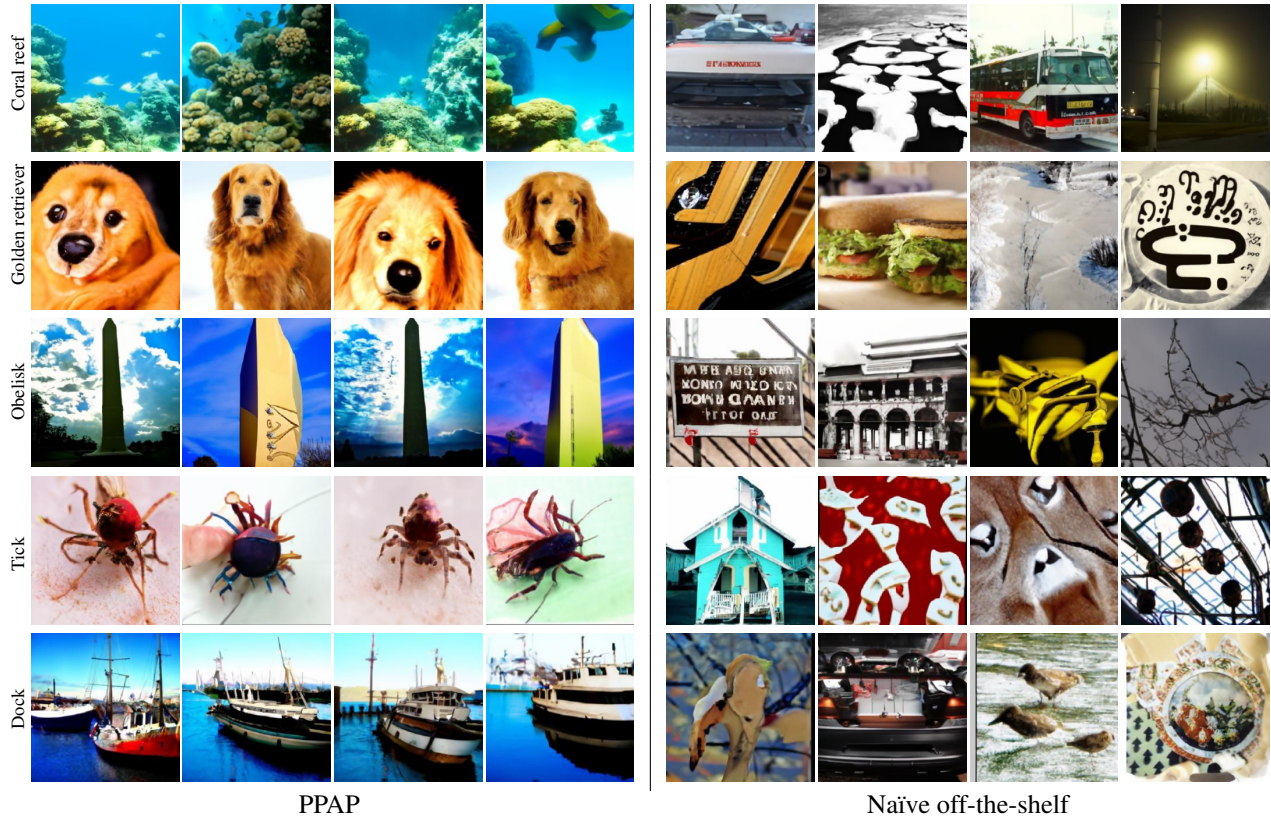 Coral reef
Golden retriever
Obelisk
Tick
Dock
PPAP
Naïve off-the-shelf